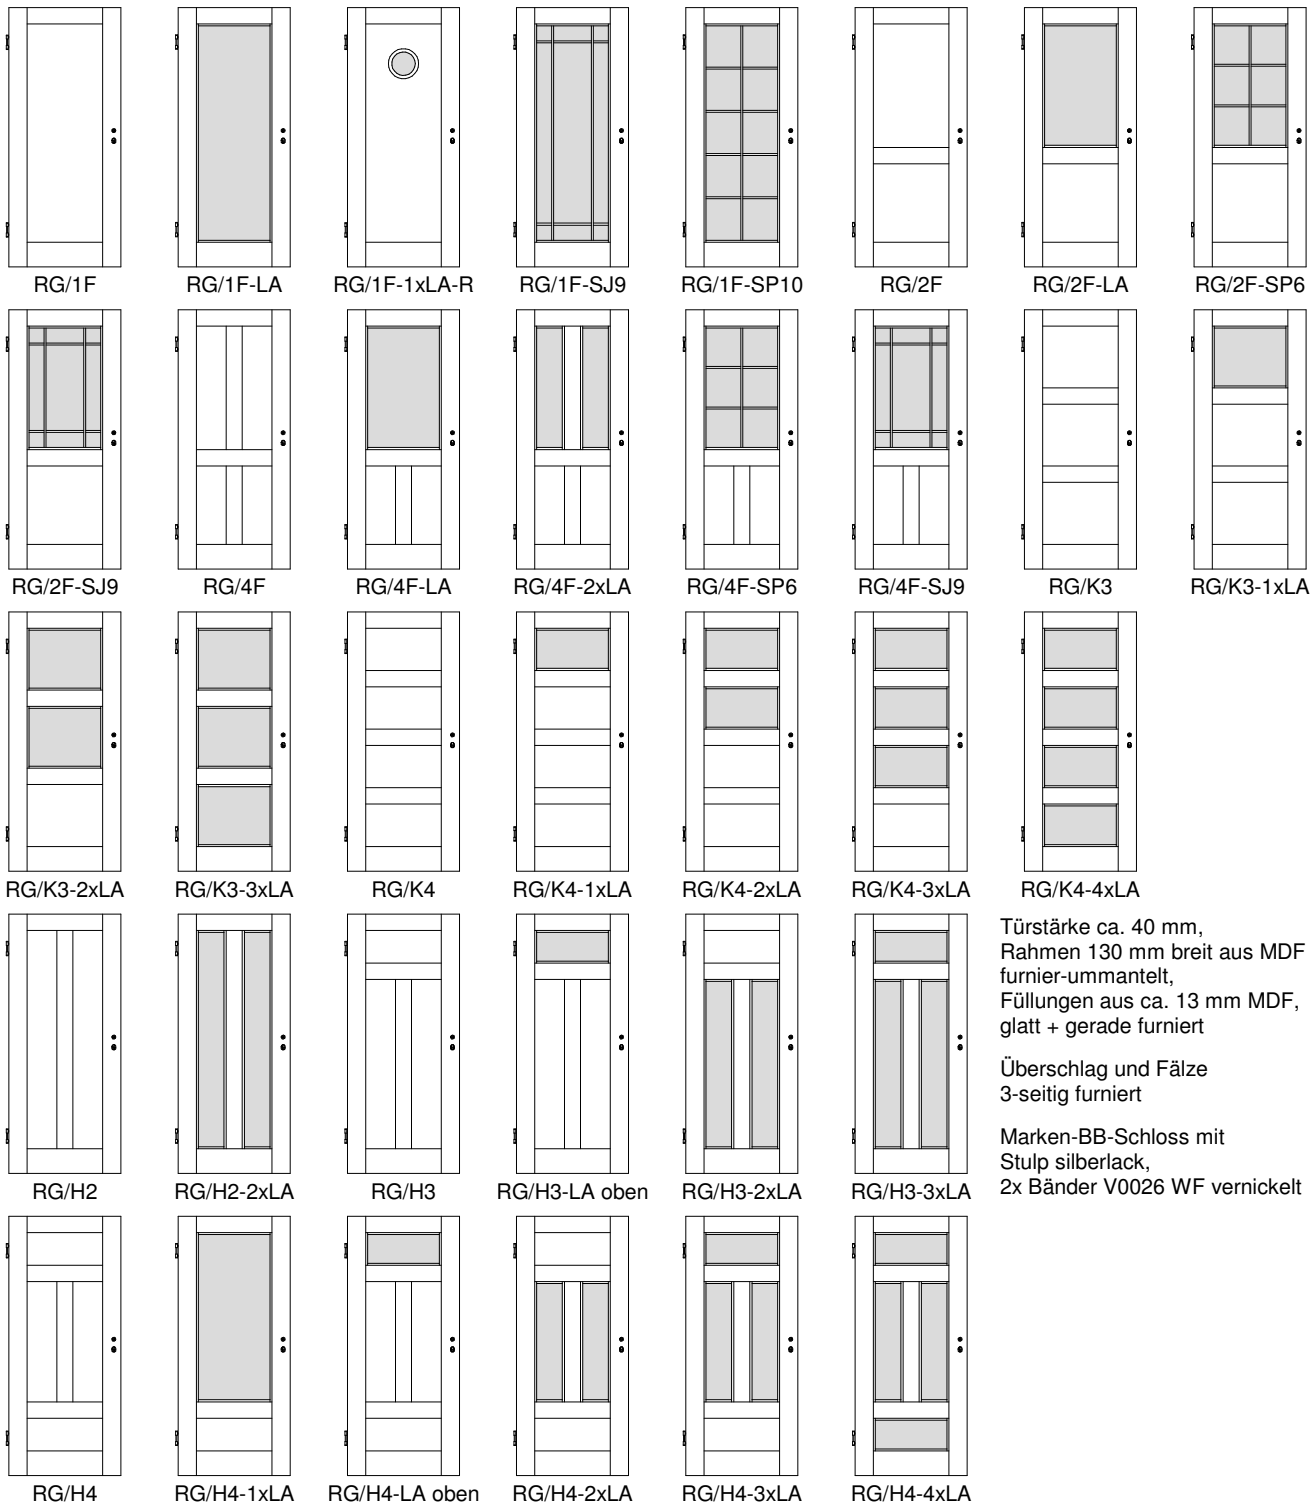 RG/1F
RG/1F-LA
RG/1F-1xLA-R
RG/1F-SJ9
RG/1F-SP10
RG/2F
RG/2F-LA
RG/2F-SP6
RG/2F-SJ9
RG/4F
RG/4F-LA
RG/4F-2xLA
RG/4F-SP6
RG/4F-SJ9
RG/K3
RG/K3-1xLA
RG/K3-2xLA
RG/K3-3xLA
RG/K4
RG/K4-1xLA
RG/K4-2xLA
RG/K4-3xLA
RG/K4-4xLA
RG/H2
RG/H2-2xLA
RG/H3
RG/H3-LA oben
RG/H3-2xLA
RG/H3-3xLA
Türstärke ca. 40 mm,
Rahmen 130 mm breit aus MDF
furnier-ummantelt,
Füllungen aus ca. 13 mm MDF,
glatt + gerade furniert
Überschlag und Fälze
3-seitig furniert
Marken-BB-Schloss mit
Stulp silberlack,
2x Bänder V0026 WF vernickelt
RG/H4
RG/H4-1xLA
RG/H4-LA oben
RG/H4-2xLA
RG/H4-3xLA
RG/H4-4xLA